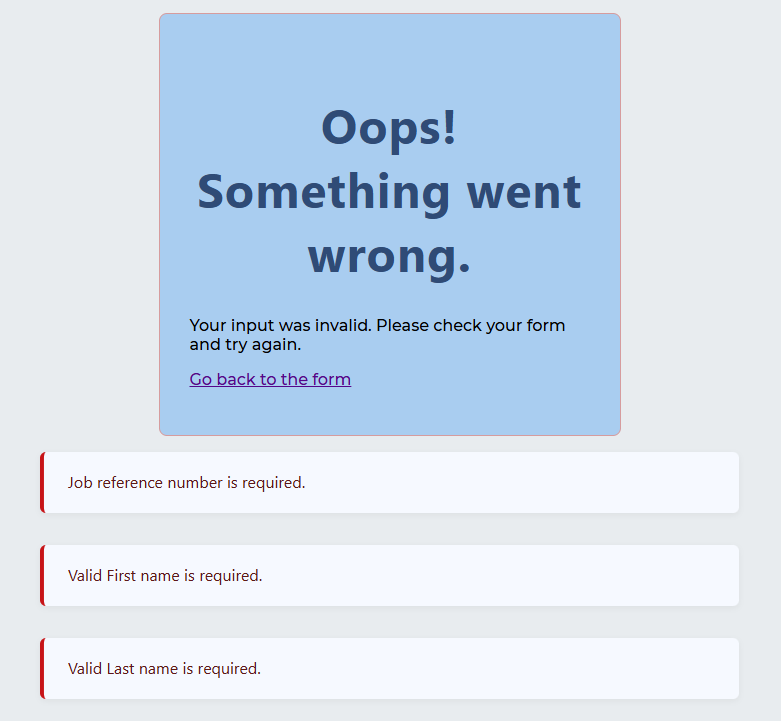 Oops!
Something went
wrong.
Your input was invalid. Please check your form
and try again.
Go back to the form
Job reference number is required.
Valid First name is required.
Valid Last name is required.